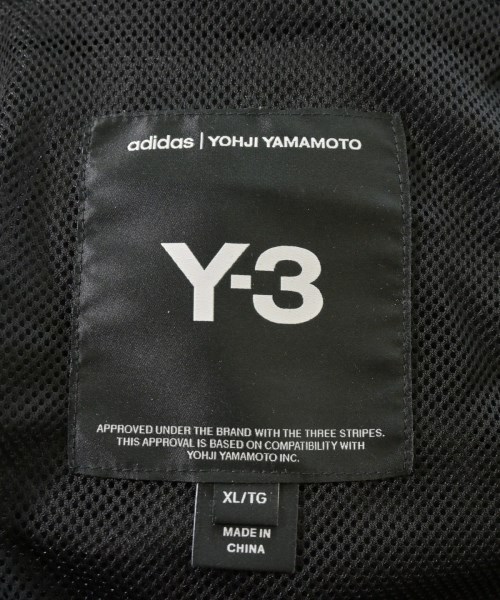 adidas | YOHJI YAMAMOTO
Y-3
APPROVED UNDER THE BRAND WITH THE THREE STRIPES.
THIS APPROVAL IS BASED ON COMPATIBILITY WITH
YOHJI YAMAMOTO INC.
XL/TG
MADE IN
CHINA